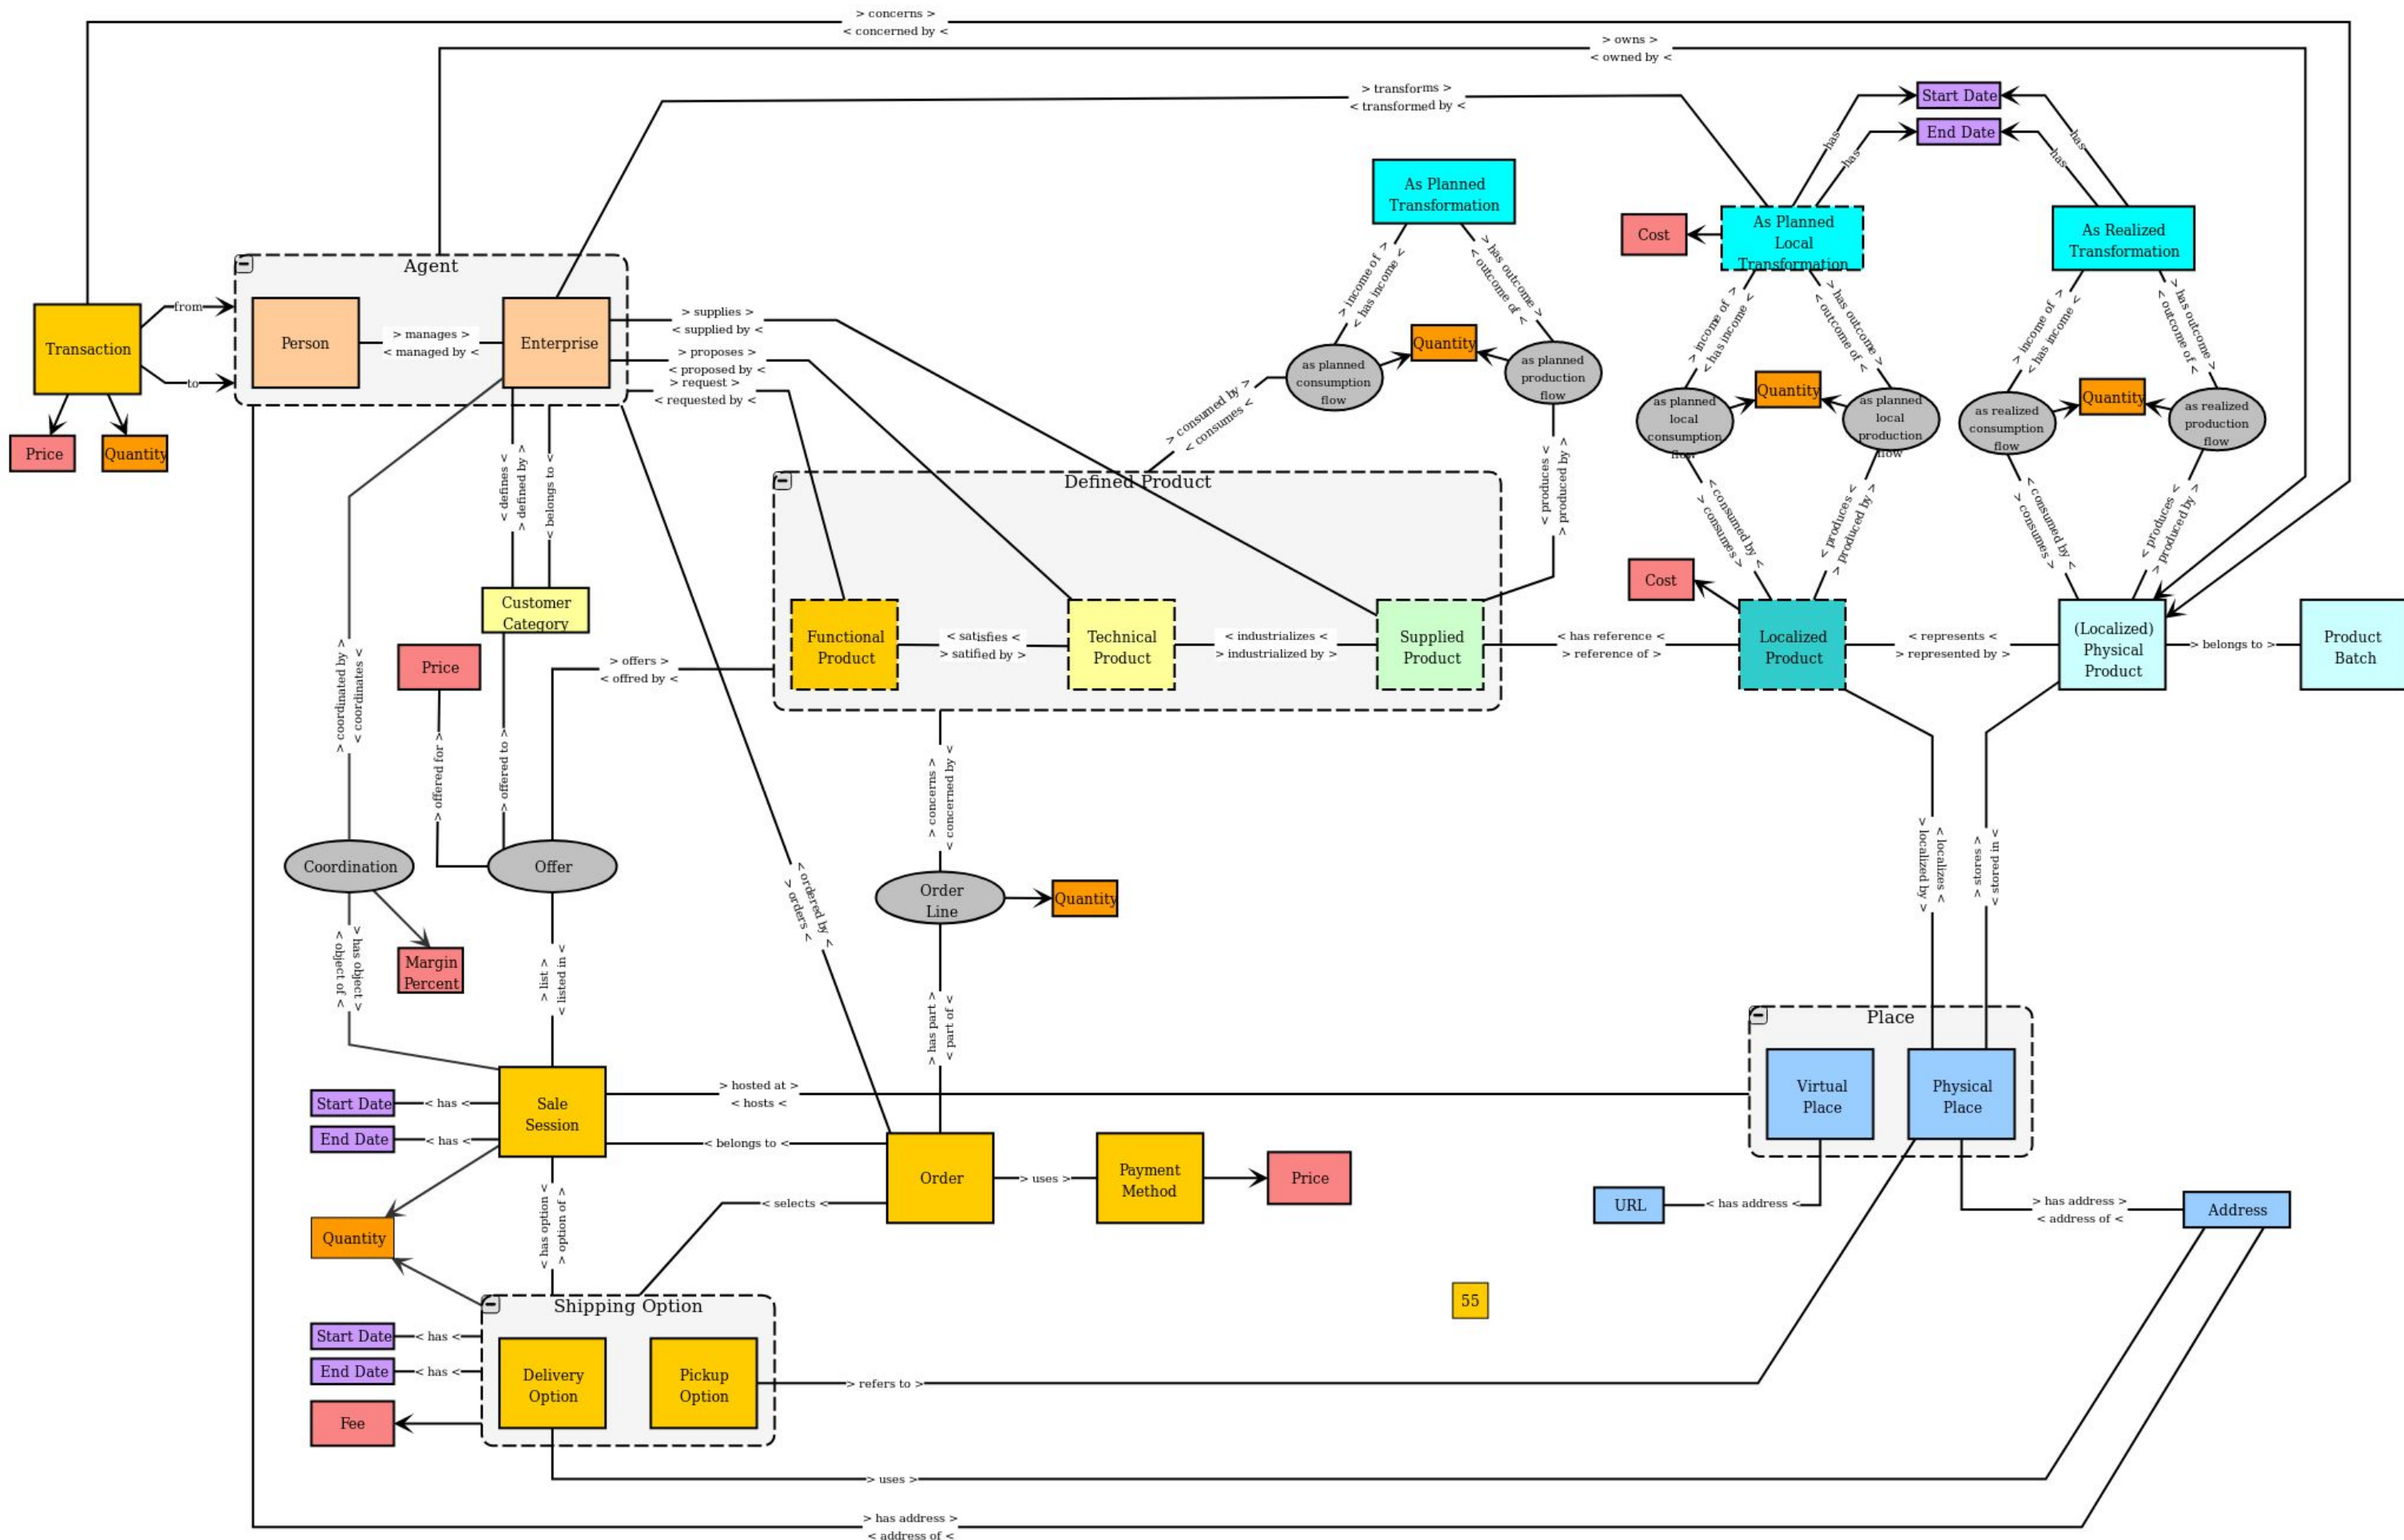 > concerns >
< concerned by <
> owns >
< owned by <
> transforms >
< transformed by <
Start Date
End Date
has
has
has
has
As Planned
Transformation
Cost
As Planned
Local
Transformation
As Realized
Transformation
Agent
Transaction
from
to
Person
> manages >
< managed by <
Enterprise
> supplies >
< supplied by <
> proposes >
< proposed by <
> request >
< requested by <
Price
Quantity
> income of >
< has income <
> has outcome >
< outcome of <
Quantity
as planned
consumption
flow
as planned
production
flow
> consumed by >
< consumes <
< produces <
> produced by >
> income of >
< has income <
> has outcome >
< outcome of <
Quantity
as planned
local
consumption
flow
as planned
local
production
flow
< consumed by <
> consumes >
< produces <
> produced by >
> income of >
< has income <
> has outcome >
< outcome of <
Quantity
as realized
consumption
flow
as realized
production
flow
< consumed by <
> consumes >
< produces <
> produced by >
< defines <
> defined by >
< belongs to <
Customer
Category
Defined Product
Functional
Product
< satisfies <
> satified by >
Technical
Product
< industrializes <
> industrialized by >
Supplied
Product
< has reference <
> reference of >
Cost
Localized
Product
< represents <
> represented by >
(Localized)
Physical
Product
> belongs to >
Product
Batch
> coordinated by >
< coordinates <
Price
> offered for >
> offered to >
> offers >
< offred by <
> concerns >
< concerned by <
< ordered by <
> orders >
< localizes <
> localized by >
> stores >
< stored in <
Coordination
Offer
Order
Line
Quantity
> has object >
< object of <
Margin
Percent
> list >
< listed in <
> has part >
< part of <
Place
Virtual
Place
Physical
Place
Start Date
< has <
End Date
< has <
Sale
Session
> hosted at >
< hosts <
< belongs to <
Order
> uses >
Payment
Method
Price
< selects <
URL
< has address <
> has address >
< address of <
Address
Quantity
< has option <
> option of >
55
Shipping Option
Start Date
< has <
End Date
< has <
Fee
Delivery
Option
Pickup
Option
> refers to >
> uses >
> has address >
< address of <